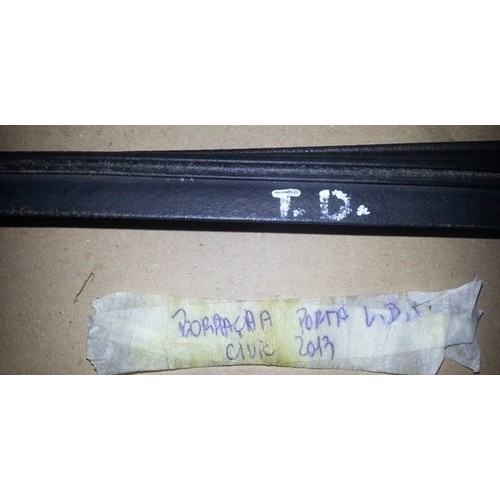 T.D.
BORRAÇHA PORTA L.D.T.
CIVIC 2013